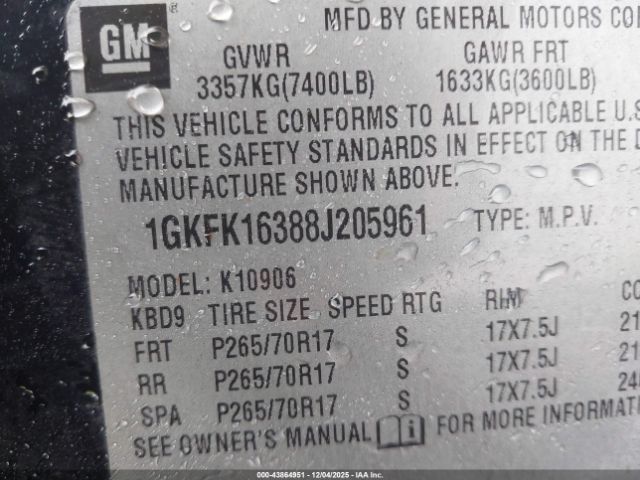 GM ®
MFD BY GENERAL MOTORS
GVWR GAWR FRT
3357KG(7400LB) 1633KG(3600LB)
THIS VEHICLE CONFORMS TO ALL APPLICABLE U.S
VEHICLE SAFETY STANDARDS IN EFFECT ON THE
MANUFACTURE SHOWN ABOVE.
1GKFK16388J205961 TYPE: M.P.V.
MODEL: K10906
KBD9 TIRE SIZE SPEED RTG RIM
FRT P265/70R17 S 17X7.5J
RR P265/70R17 S 17X7.5J
SPA P265/70R17 S 17X7.5J
SEE OWNER'S MANUAL FOR MORE INFORMAT
000-43864951 - 12/04/2025 - IAAI.COM